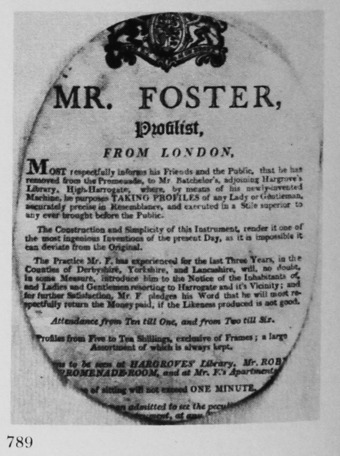 MR. FOSTER,
Profilist,
FROM LONDON,
MOST respectfully informs his Friends and the Public, that he has
removed from the Promenade, to Mr. Batchelor's, adjoining Hargrove's
Library, High-Harrogate, where, by means of his newly-invented
Machine, he purposes TAKING PROFILES of any Lady or Gentleman,
accurately precise in Resemblance, and executed in a Stile superior to
any ever brought before the Public.
The Construction and Simplicity of this Instrument, render it one of
the most ingenious Invention of the present Day, as it is impossible it
can deviate from the Original.
The Practice Mr. F. has experienced for the last Three Years, in the
Counties of Derbyshire, Yorkshire, and Lancashire, will, no doubt,
in some Measure, introduce him to the Notice of the Inhabitants of,
and Ladies and Gentlemen resorting to Harrogate and it's Vicinity; and
for further Satisfaction, Mr. F. pledges his Word that he will most re-
spectfully return the Money paid, if the Likeness produced is not good.
Attendance from Ten till One, and from Two till Six.
Profiles from Five to Ten Shillings, exclusive of Frames; a large
Assortment of which is always kept.
to be seen at HARGROVES' Library, Mr.
PROMENADE-ROOM, and at Mr. F.'s Apartments
of sitting will not exceed ONE MINUTE,
admitted to see the
at any
789